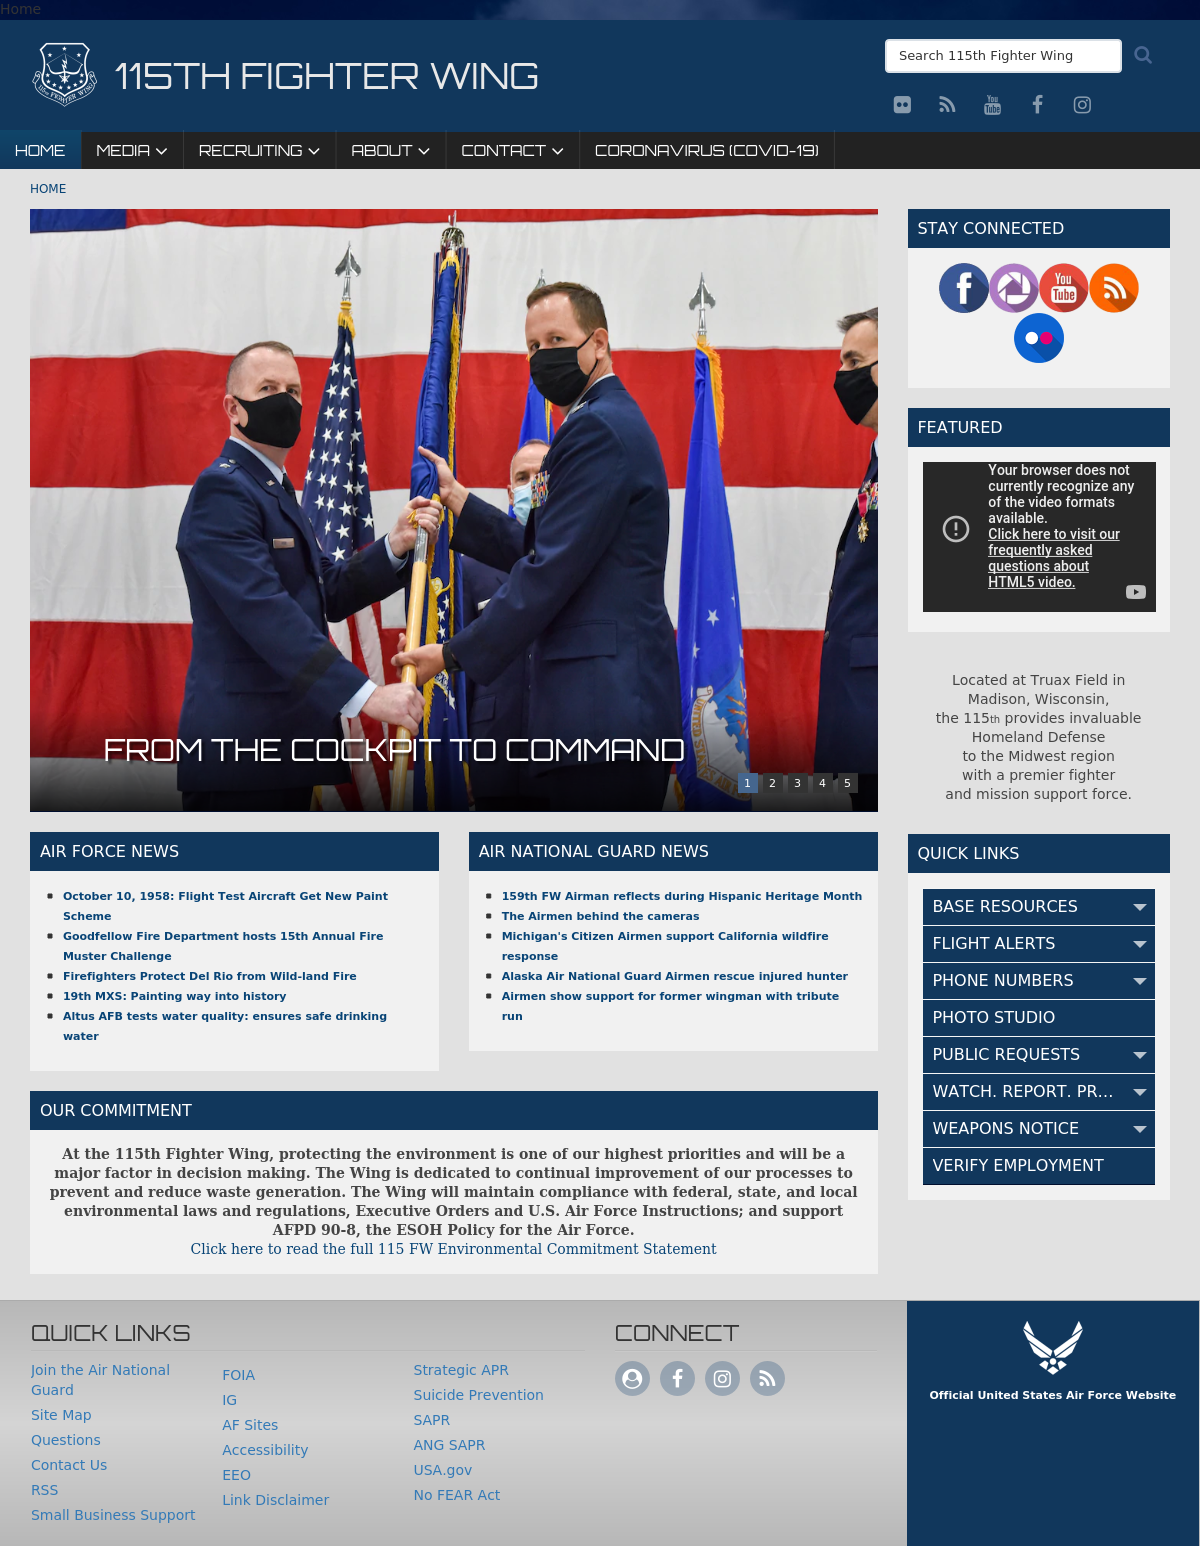 Home
115TH FIGHTER WING
Search 115th Fighter Wing
HOME
MEDIA
RECRUITING
ABOUT
CONTACT
CORONAVIRUS (COVID-19)
HOME
FROM THE COCKPIT TO COMMAND
1 2 3 4 5
STAY CONNECTED
You
Tube
FEATURED
Your browser does not
currently recognize any
of the video formats
available.
Click here to visit our
frequently asked
questions about
HTML5 video.
Located at Truax Field in
Madison, Wisconsin,
the 115th provides invaluable
Homeland Defense
to the Midwest region
with a premier fighter
and mission support force.
AIR FORCE NEWS
October 10, 1958: Flight Test Aircraft Get New Paint
Scheme
Goodfellow Fire Department hosts 15th Annual Fire
Muster Challenge
Firefighters Protect Del Rio from Wild-land Fire
19th MXS: Painting way into history
Altus AFB tests water quality: ensures safe drinking
water
AIR NATIONAL GUARD NEWS
159th FW Airman reflects during Hispanic Heritage Month
The Airmen behind the cameras
Michigan's Citizen Airmen support California wildfire
response
Alaska Air National Guard Airmen rescue injured hunter
Airmen show support for former wingman with tribute
run
QUICK LINKS
BASE RESOURCES
FLIGHT ALERTS
PHONE NUMBERS
PHOTO STUDIO
PUBLIC REQUESTS
WATCH. REPORT. PR...
WEAPONS NOTICE
VERIFY EMPLOYMENT
OUR COMMITMENT
At the 115th Fighter Wing, protecting the environment is one of our highest priorities and will be a
major factor in decision making. The Wing is dedicated to continual improvement of our processes to
prevent and reduce waste generation. The Wing will maintain compliance with federal, state, and local
environmental laws and regulations, Executive Orders and U.S. Air Force Instructions; and support
AFPD 90-8, the ESOH Policy for the Air Force.
Click here to read the full 115 FW Environmental Commitment Statement
QUICK LINKS
Join the Air National
Guard
Site Map
Questions
Contact Us
RSS
Small Business Support
FOIA
IG
AF Sites
Accessibility
EEO
Link Disclaimer
Strategic APR
Suicide Prevention
SAPR
ANG SAPR
USA.gov
No FEAR Act
CONNECT
Official United States Air Force Website